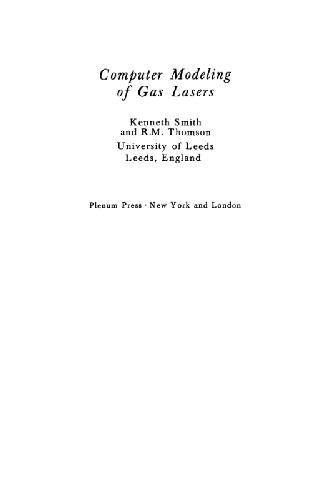 Computer Modeling
of Gas Lasers
Kenneth Smith
and R.M. Thomson
University of Leeds
Leeds, England
Plenum Press · New York and London